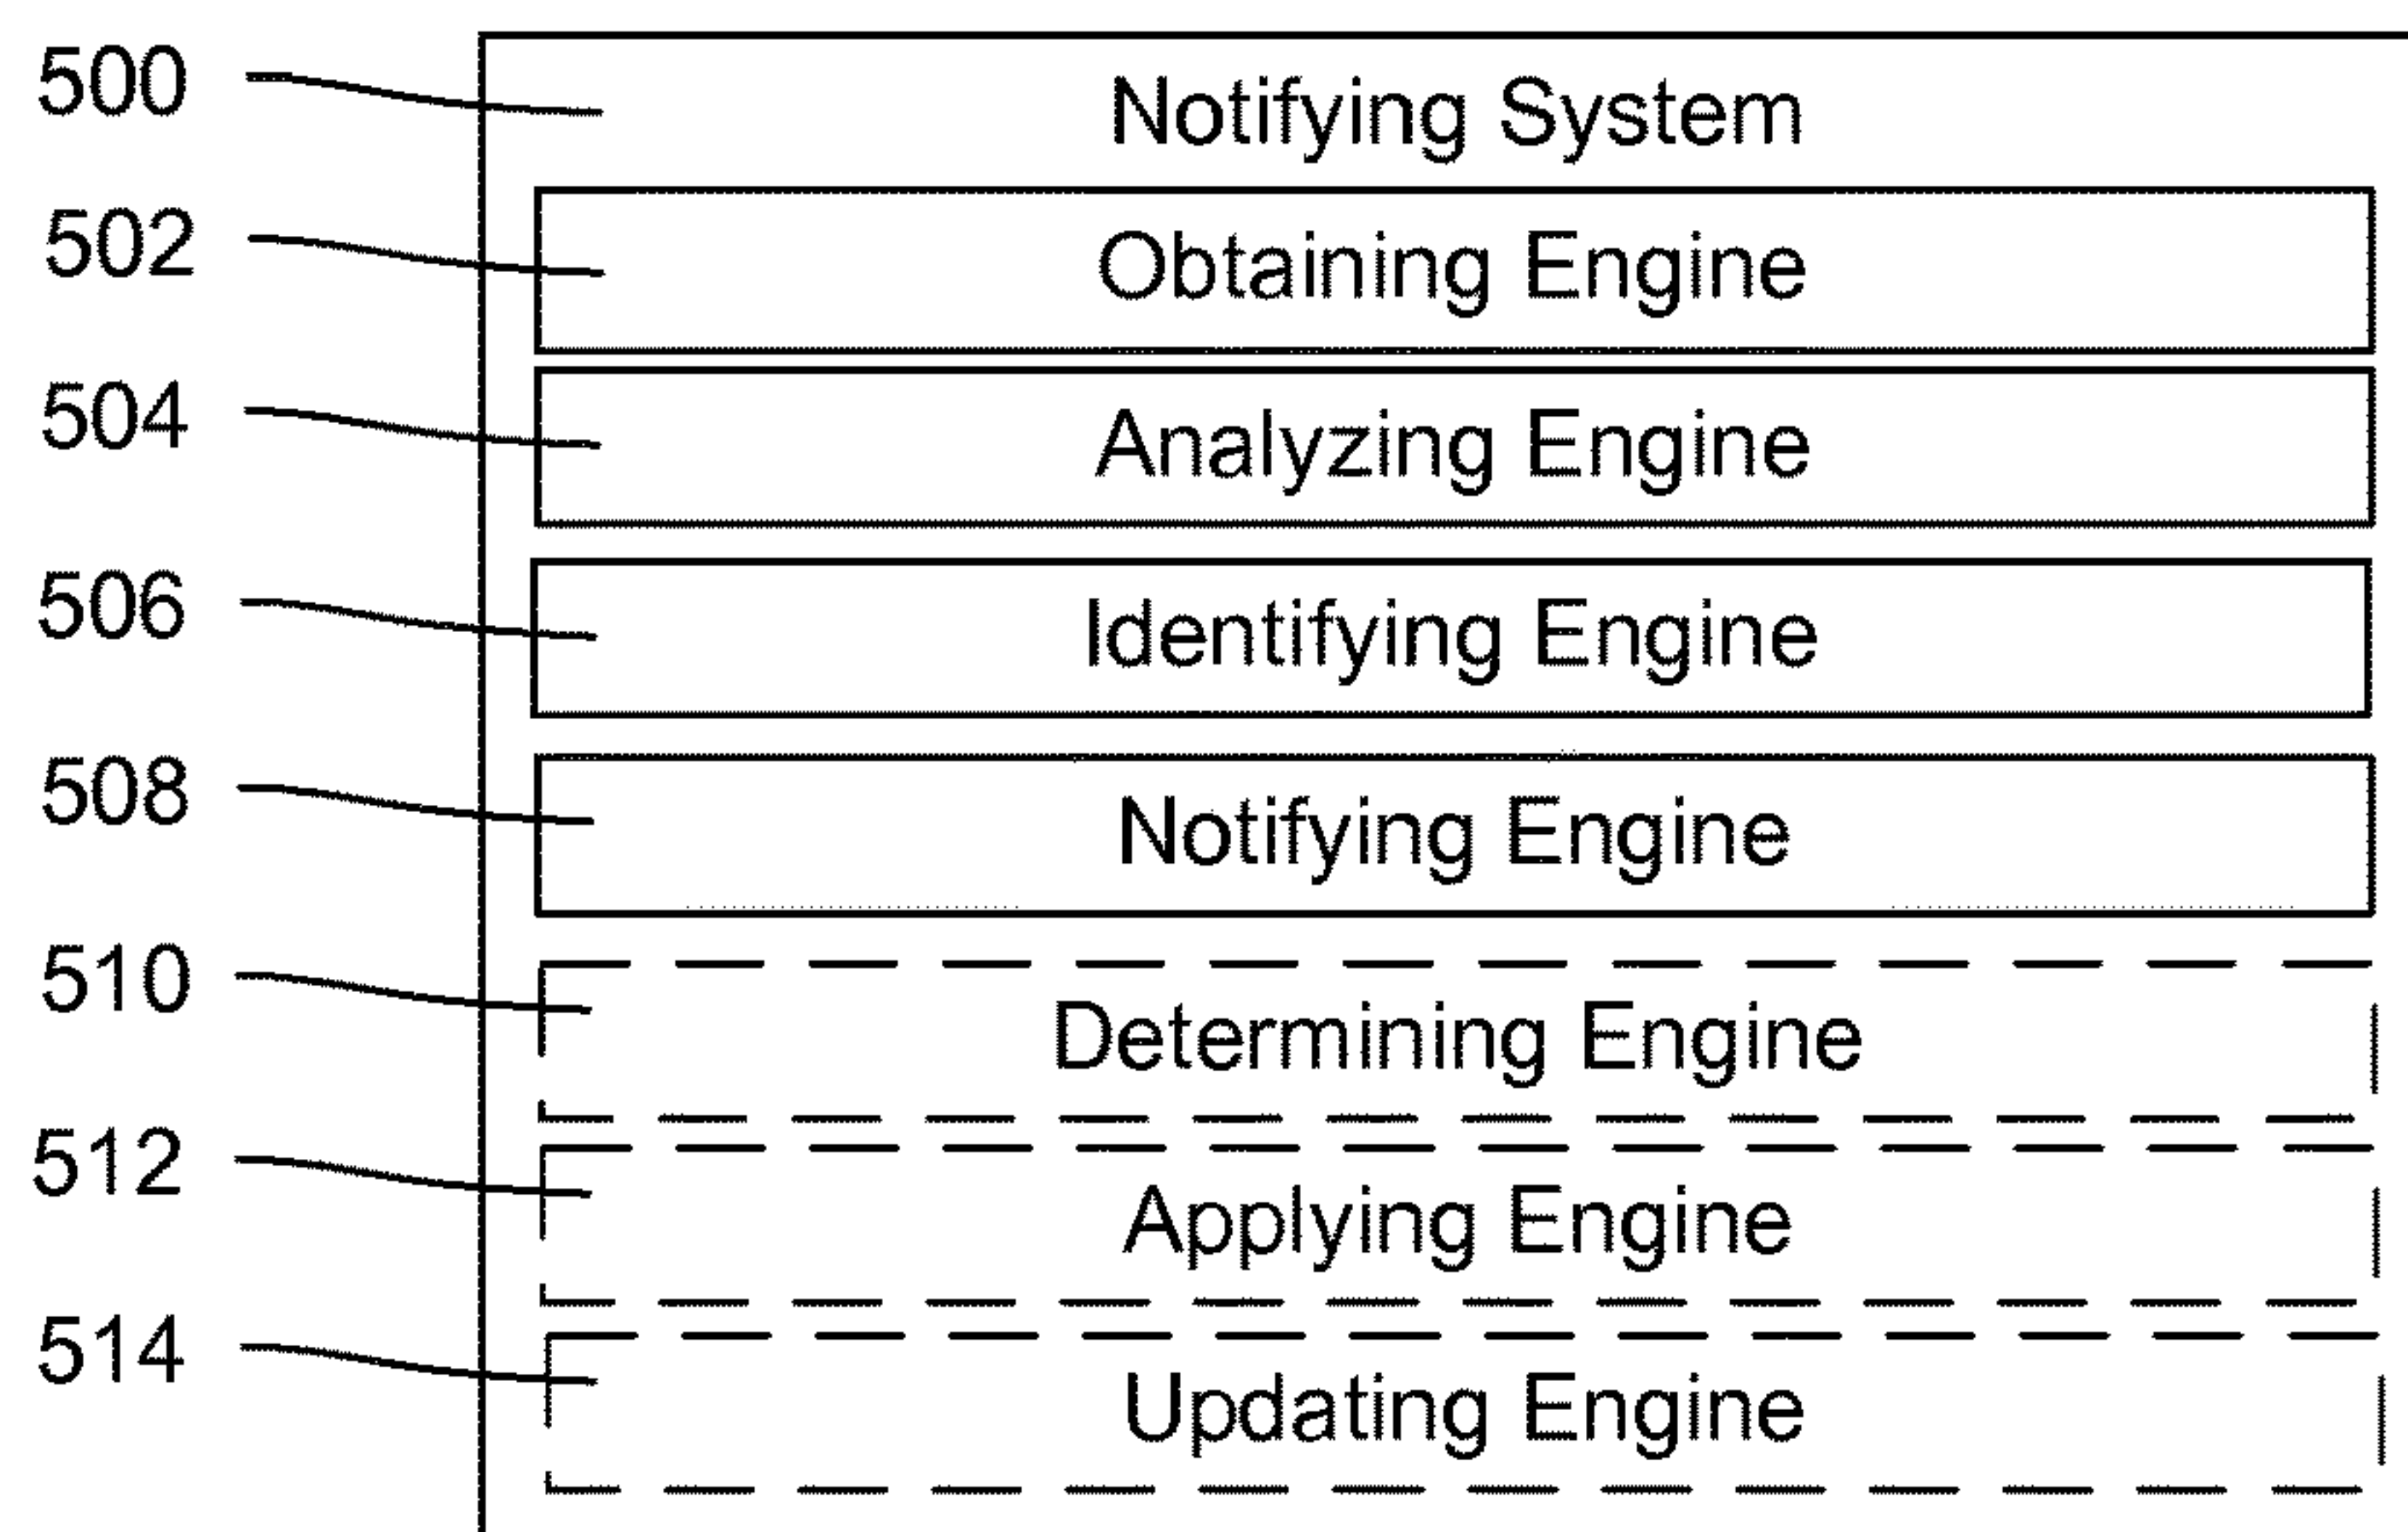 500 Notifying System
502 Obtaining Engine
504 Analyzing Engine
506 Identifying Engine
508 Notifying Engine
510 Determining Engine
512 Applying Engine
514 Updating Engine